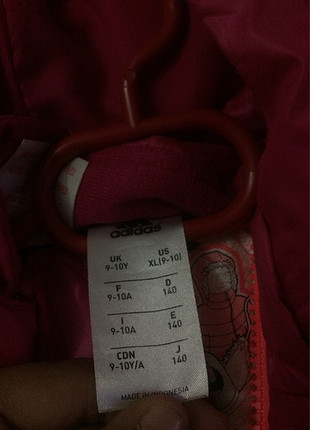 adidas
UK US
9-10Y XL(9-10)
F D
9-10A 140
I E
9-10A 140
CDN J
9-10Y/A 140
MADE IN INDONESIA